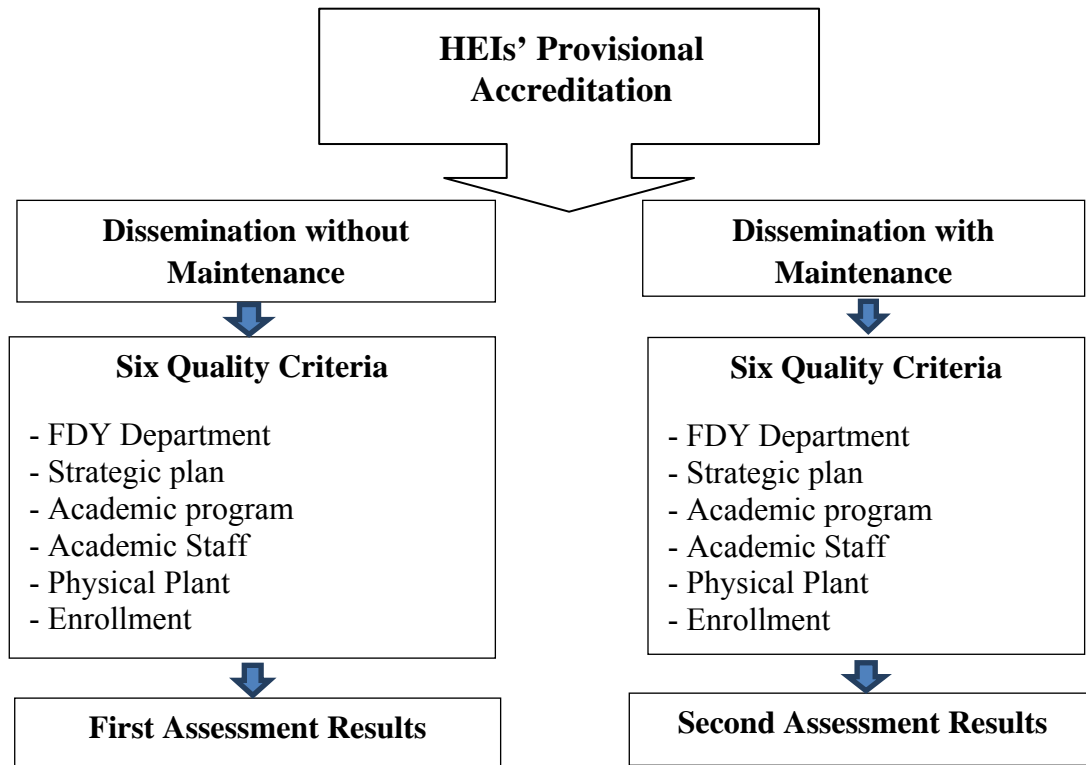 HEIs’ Provisional
Accreditation
Dissemination without
Maintenance
Six Quality Criteria
- FDY Department
- Strategic plan
- Academic program
- Academic Staff
- Physical Plant
- Enrollment
First Assessment Results
Dissemination with
Maintenance
Six Quality Criteria
- FDY Department
- Strategic plan
- Academic program
- Academic Staff
- Physical Plant
- Enrollment
Second Assessment Results